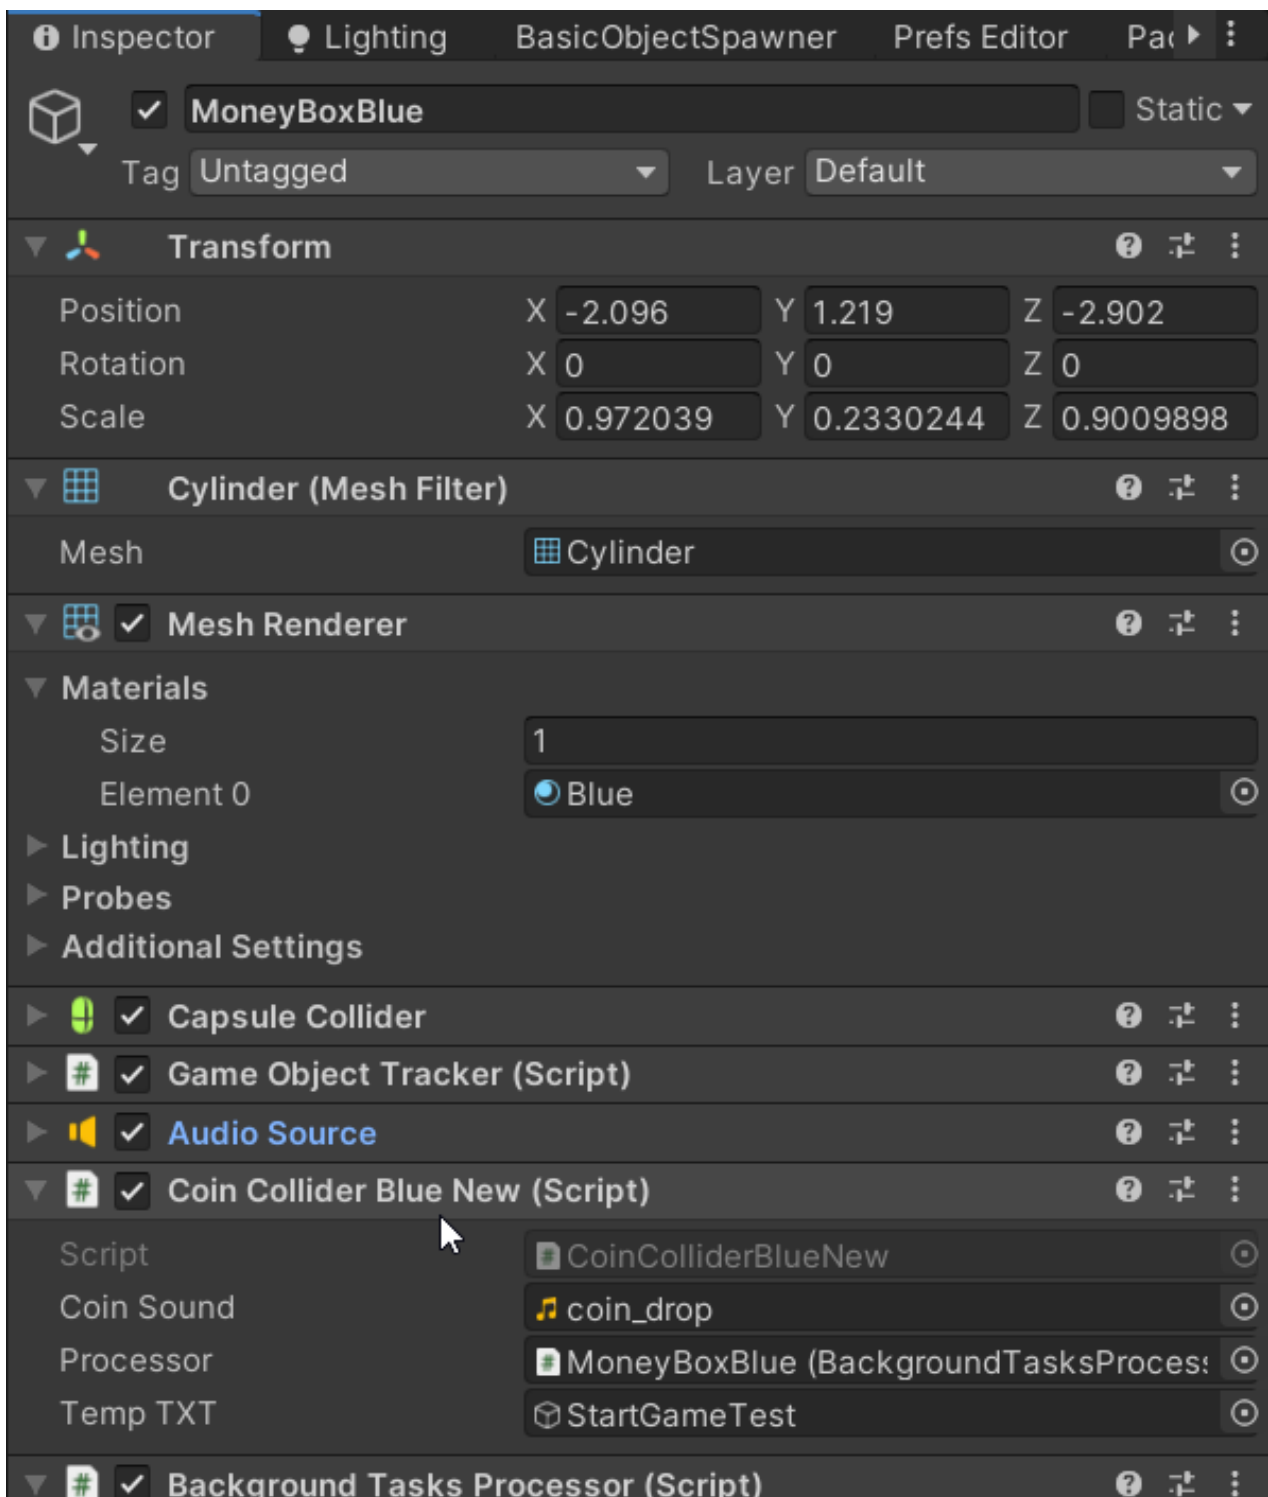 Inspector Lighting BasicObjectSpawner Prefs Editor Pac
MoneyBoxBlue Static
Tag Untagged Layer Default
Transform
Position X -2.096 Y 1.219 Z -2.902
Rotation X 0 Y 0 Z 0
Scale X 0.972039 Y 0.2330244 Z 0.9009898
Cylinder (Mesh Filter)
Mesh Cylinder
Mesh Renderer
Materials
Size 1
Element 0 Blue
Lighting
Probes
Additional Settings
Capsule Collider
# Game Object Tracker (Script)
Audio Source
# Coin Collider Blue New (Script)
Script # CoinColliderBlueNew
Coin Sound coin_drop
Processor # MoneyBoxBlue (BackgroundTasksProces
Temp TXT StartGameTest
# Background Tasks Processor (Script)